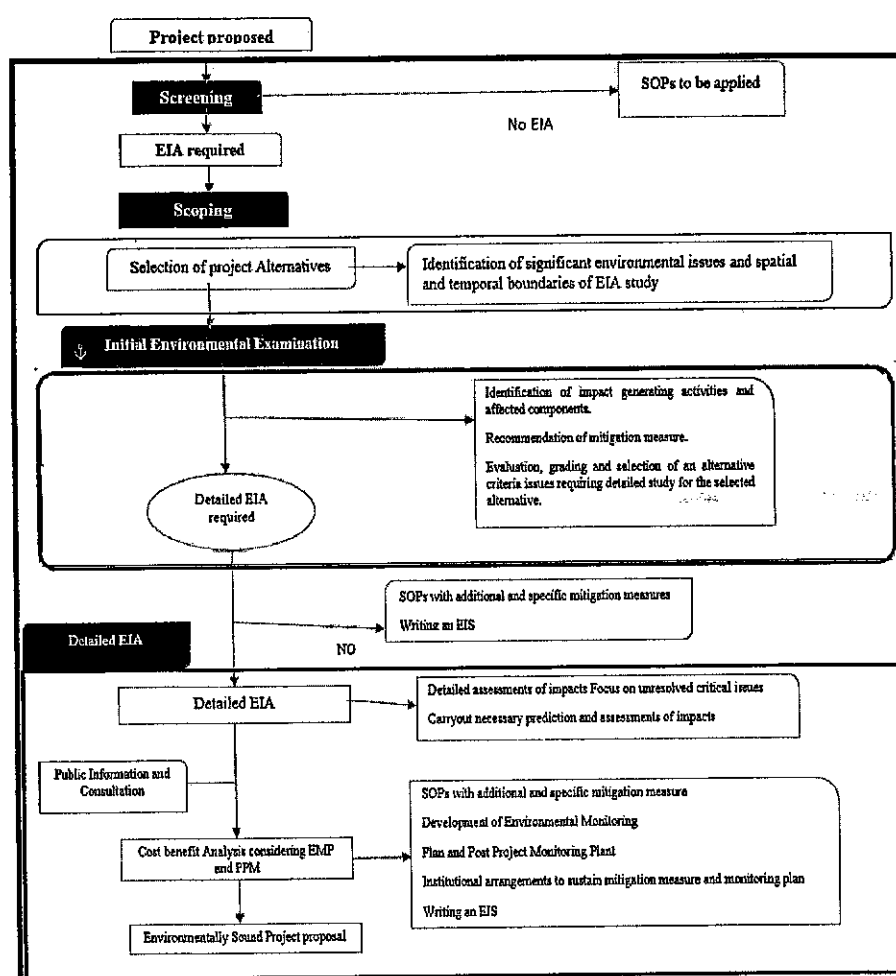 Project proposed
Screening
SOPs to be applied
No EIA
EIA required
Scoping
Selection of project Alternatives
Identification of significant environmental issues and spatial
and temporal boundaries of EIA study
Initial Environmental Examination
Identification of impact generating activities and
affected components.
Recommendation of mitigation measure.
Evaluation, grading and selection of an alternative
criteria issues requiring detailed study for the selected
alternative.
Detailed EIA
required
SOPs with additional and specific mitigation measures
Writing an EIS
NO
Detailed EIA
Detailed EIA
Detailed assessments of impacts Focus on unresolved critical issues
Carryout necessary prediction and assessments of impacts
Public Information and
Consultation
SOPs with additional and specific mitigation measure
Development of Environmental Monitoring
Plan and Post Project Monitoring Plant
Institutional arrangements to sustain mitigation measure and monitoring plan
Writing an EIS
Cost benefit Analysis considering EMP
and PPM
Environmentally Sound Project proposal